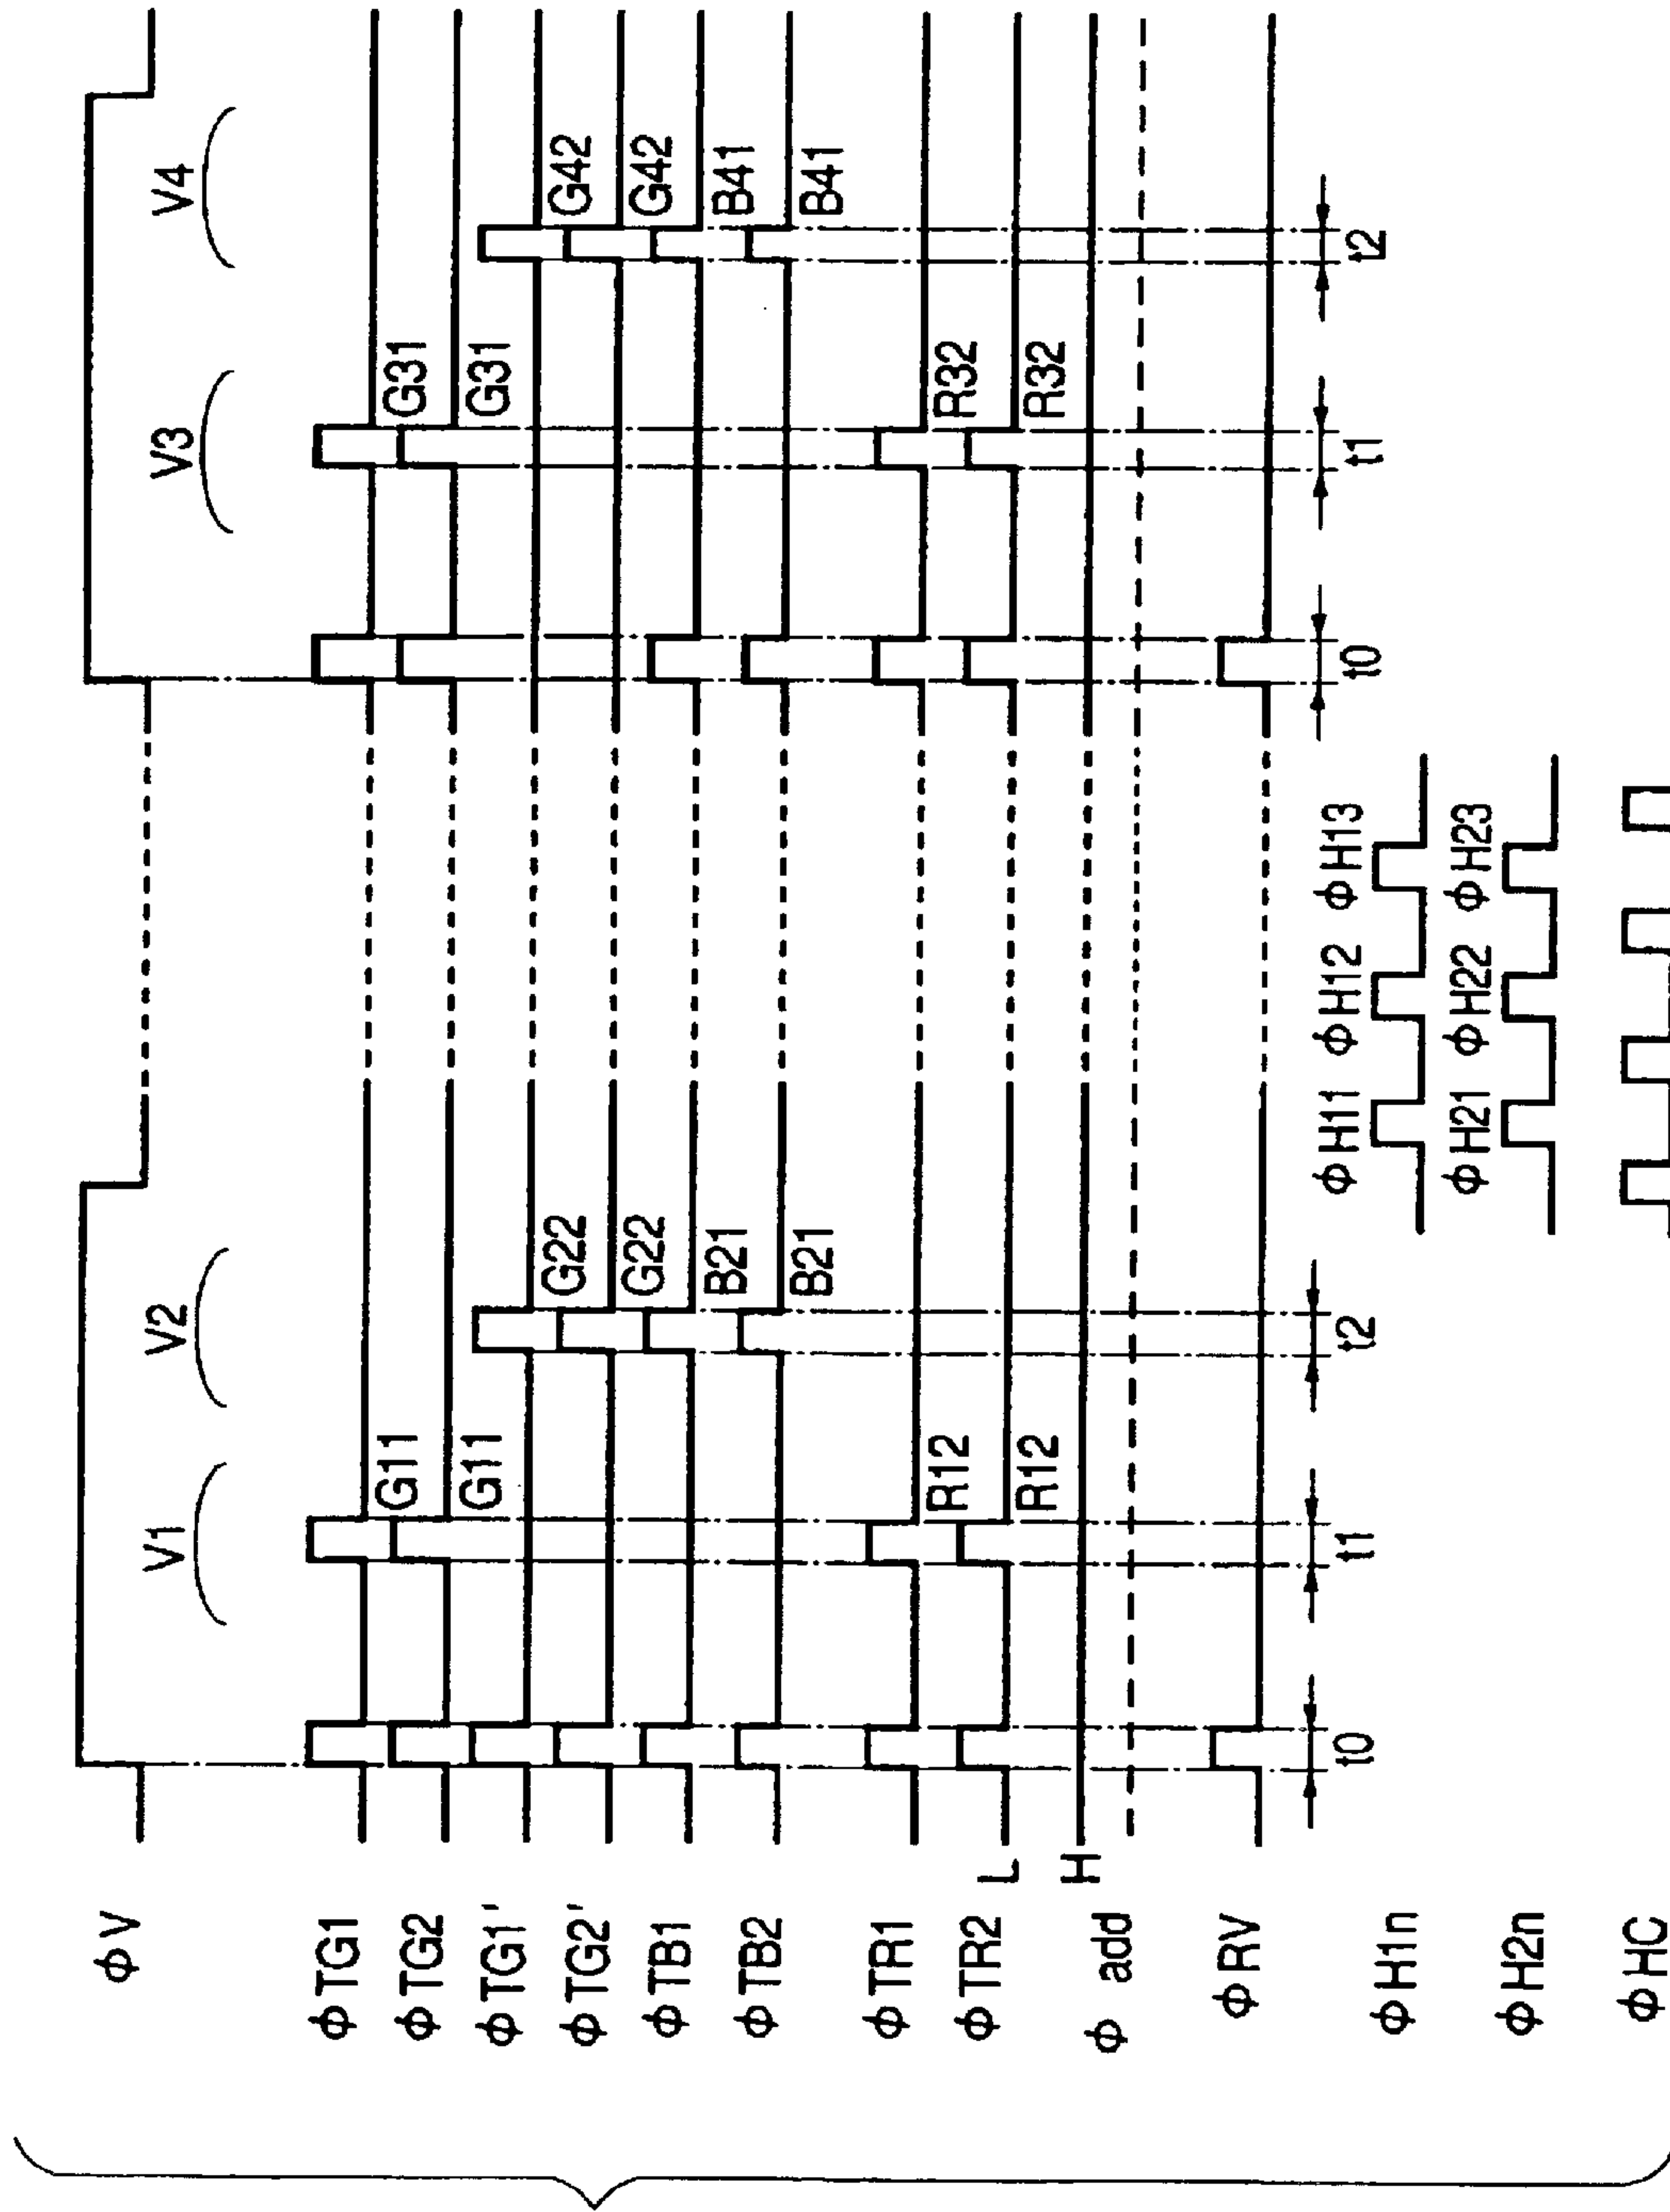 φV
V1
V2
V3
V4
φTG1
G11
G31
φTG2
G11
G31
φTG1'
G22
G42
φTG2'
G22
G42
φTB1
B21
B41
φTB2
B21
B41
φTR1
R12
R32
φTR2
L
R12
R32
H
φ add
φRV
t0
t1
t2
t0
t1
t2
φH1n
φH11
φH12
φH13
φH2n
φH21
φH22
φH23
φHC